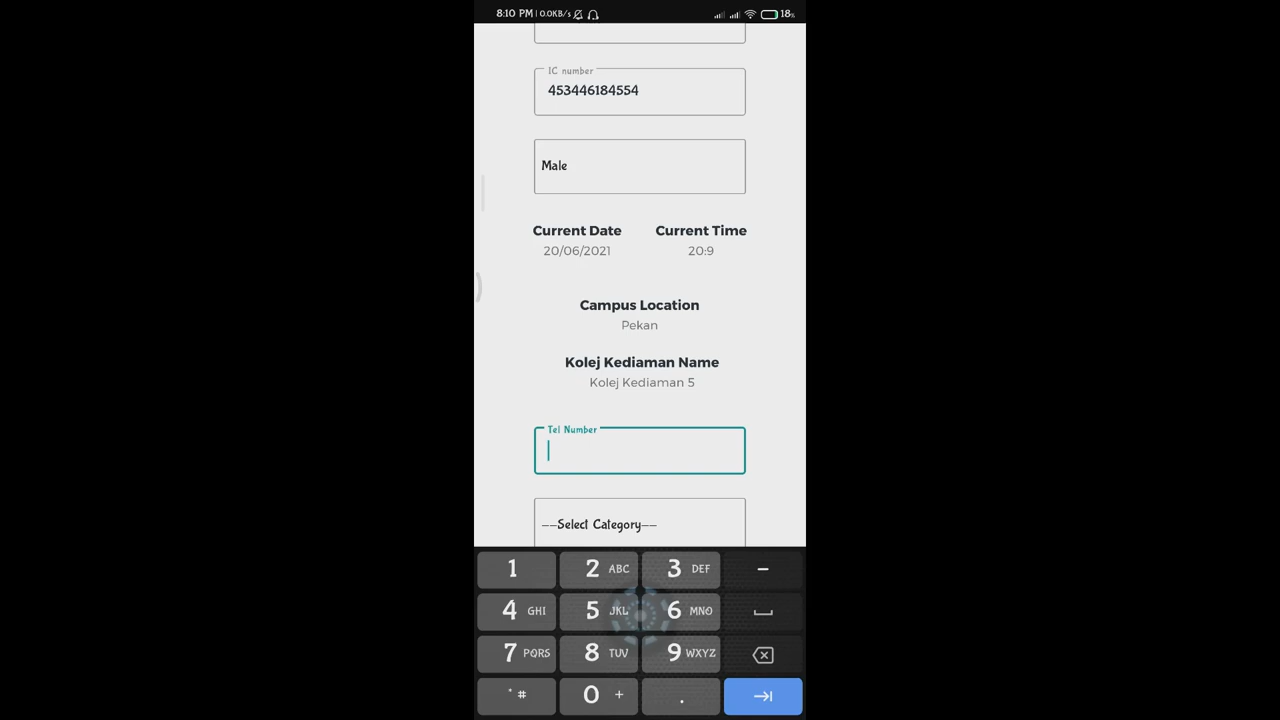 8:10 PM | 0.0KB/s 18%
IC number
453446184554
Male
Current Date Current Time
20/06/2021 20:9
Campus Location
Pekan
Kolej Kediaman Name
Kolej Kediaman 5
Tel Number
--Select Category--
1 2 ABC 3 DEF -
4 GHI 5 JKL 6 MNO
7 PQRS 8 TUV 9 WXYZ
* # 0 + .